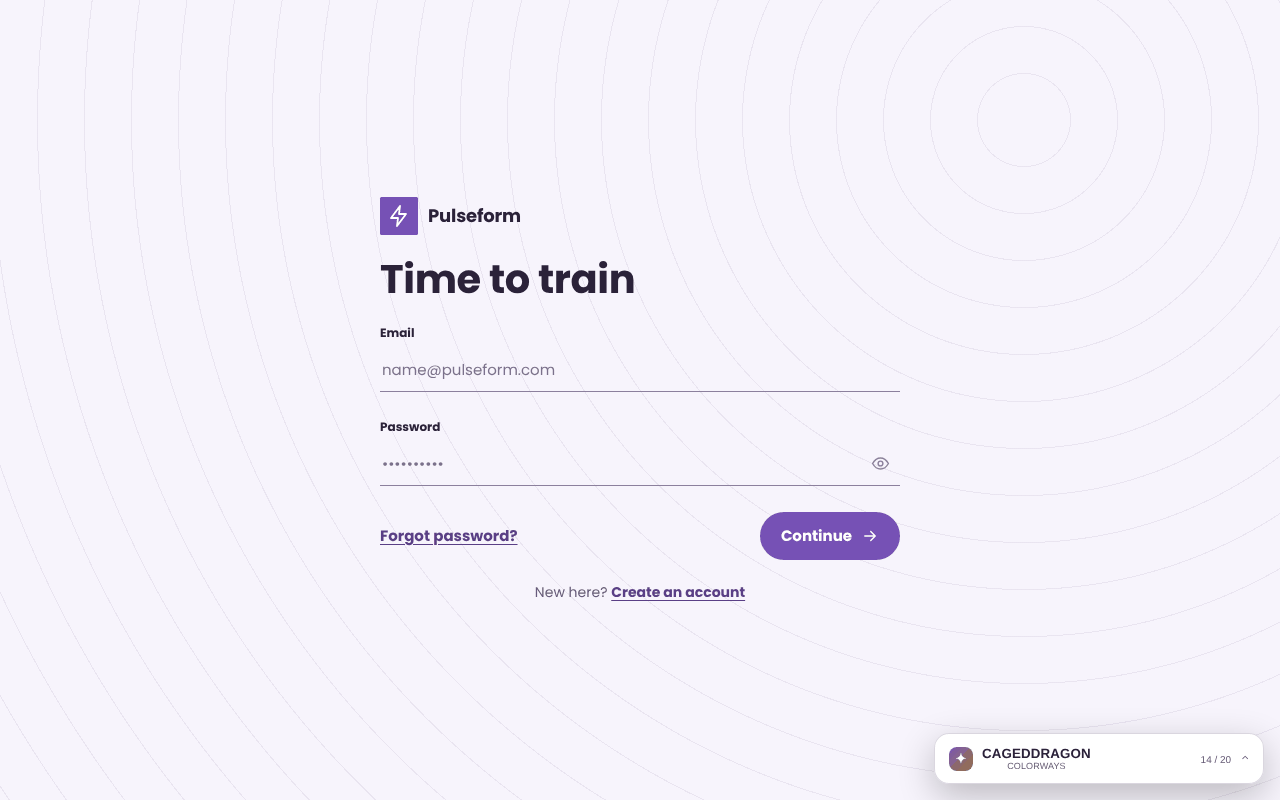 Pulseform
Time to train
Email
name@pulseform.com
Password
••••••••••
Forgot password?
Continue
New here? Create an account
CAGEDDRAGON
COLORWAYS
14 / 20